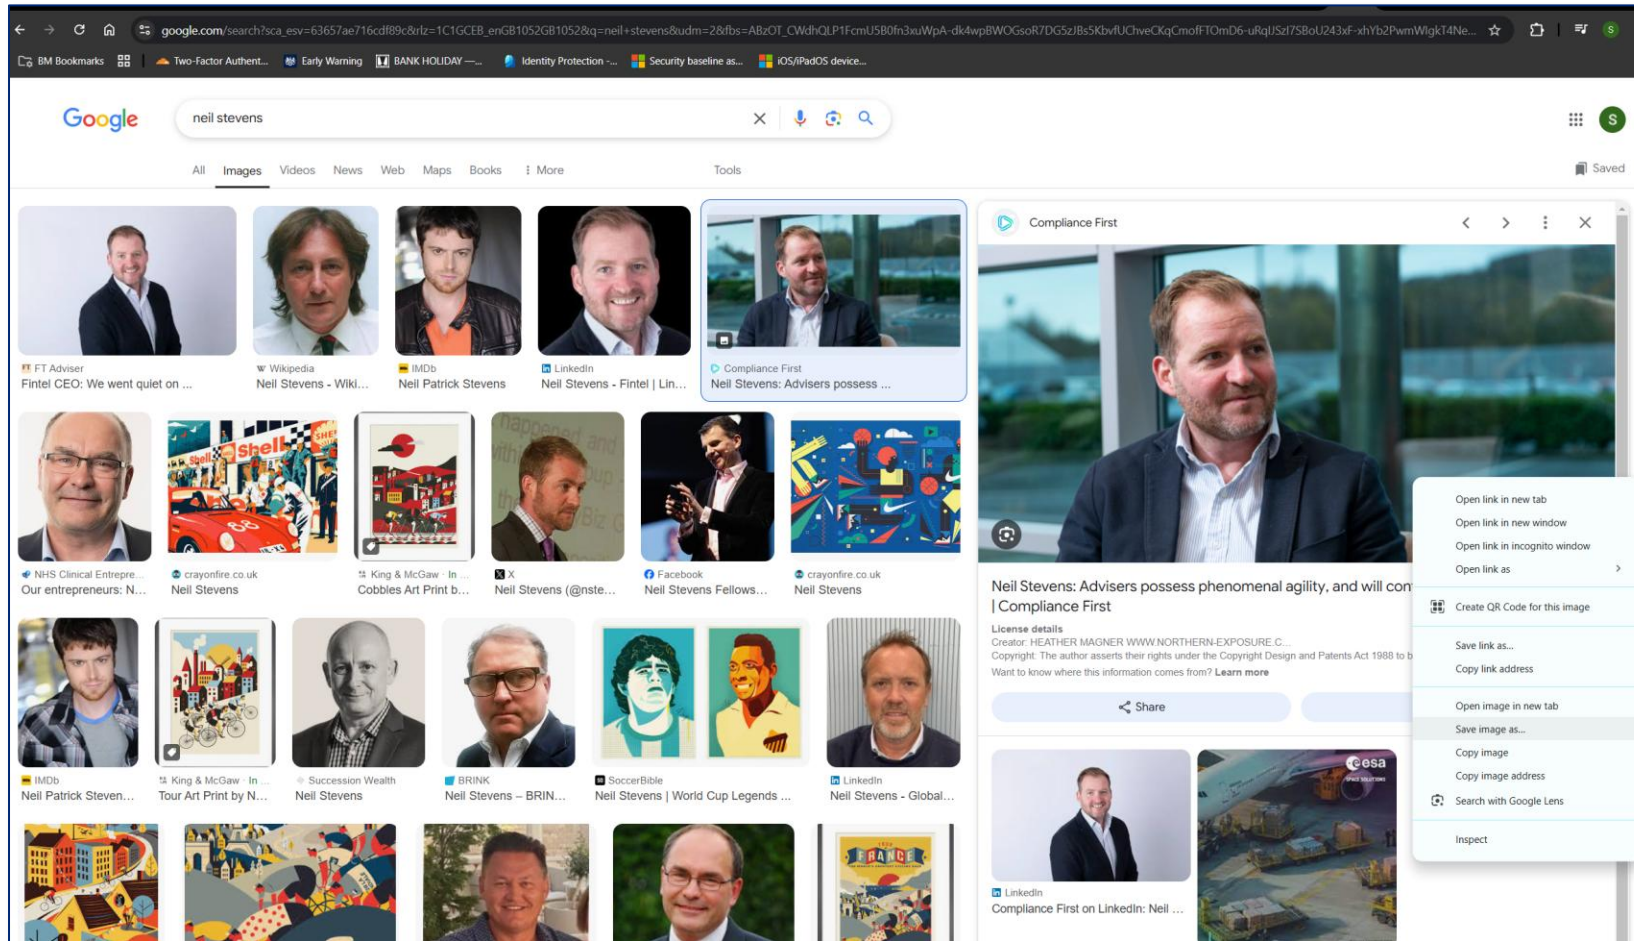 google.com/search?sca_esv=63657ae716cdf89c&rlz=1C1GCEB_enGB1052GB1052&q=neil+stevens&udm=2&fbs=
S
BM Bookmarks
Two-Factor Authent...
Early Warning
BANK HOLIDAY —...
Identity Protection -...
Security baseline as...
iOS/iPadOS device...
Google
neil stevens
S
All Images Videos News Web Maps Books More Tools
Saved
FT Adviser
Fintel CEO: We went quiet on ...
W Wikipedia
Neil Stevens - Wiki...
IMDb
Neil Patrick Stevens
LinkedIn
Neil Stevens - Fintel | Lin...
Compliance First
Neil Stevens: Advisers possess ...
NHS Clinical Entrepre...
Our entrepreneurs: N...
Shell
Shell
88
crayonfire.co.uk
Neil Stevens
King & McGaw · In ...
Cobbles Art Print b...
happened and
X
Neil Stevens (@nste...
Facebook
Neil Stevens Fellows...
crayonfire.co.uk
Neil Stevens
IMDb
Neil Patrick Steven...
King & McGaw · In ...
Tour Art Print by N...
Succession Wealth
Neil Stevens
BRINK
Neil Stevens – BRIN...
SoccerBible
Neil Stevens | World Cup Legends ...
LinkedIn
Neil Stevens - Global...
FRANCE
Compliance First
Neil Stevens: Advisers possess phenomenal agility, and will con
| Compliance First
License details
Creator: HEATHER MAGNER WWW.NORTHERN-EXPOSURE.C...
Copyright: The author asserts their rights under the Copyright Design and Patents Act 1988 to b
Want to know where this information comes from? Learn more
Share
esa
SPACE SOLUTIONS
LinkedIn
Compliance First on LinkedIn: Neil ...
Open link in new tab
Open link in new window
Open link in incognito window
Open link as
Create QR Code for this image
Save link as...
Copy link address
Open image in new tab
Save image as...
Copy image
Copy image address
Search with Google Lens
Inspect